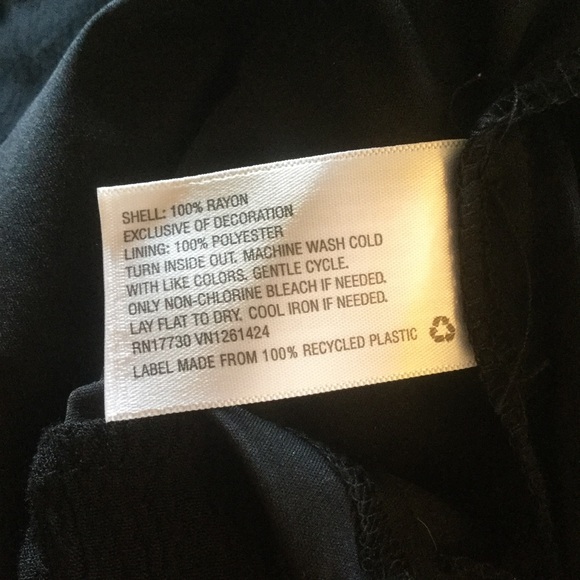 SHELL: 100% RAYON
EXCLUSIVE OF DECORATION
LINING: 100% POLYESTER
TURN INSIDE OUT. MACHINE WASH COLD
WITH LIKE COLORS. GENTLE CYCLE.
ONLY NON-CHLORINE BLEACH IF NEEDED.
LAY FLAT TO DRY. COOL IRON IF NEEDED.
RN17730 VN1261424
LABEL MADE FROM 100% RECYCLED PLASTIC